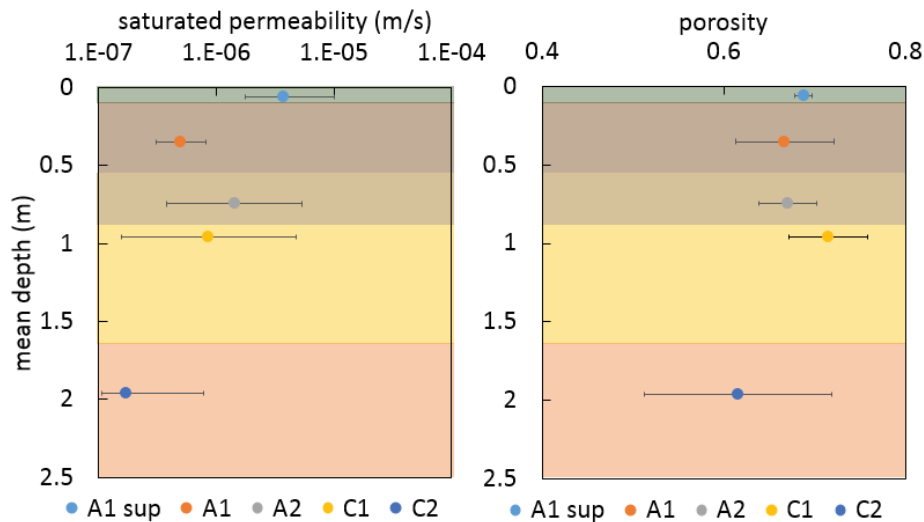 saturated permeability (m/s)
1.E-07 1.E-06 1.E-05 1.E-04
0
0.5
1
1.5
2
2.5
mean depth (m)
A1 sup A1 A2 C1 C2
porosity
0.4 0.6 0.8
0
0.5
1
1.5
2
2.5
A1 sup A1 A2 C1 C2